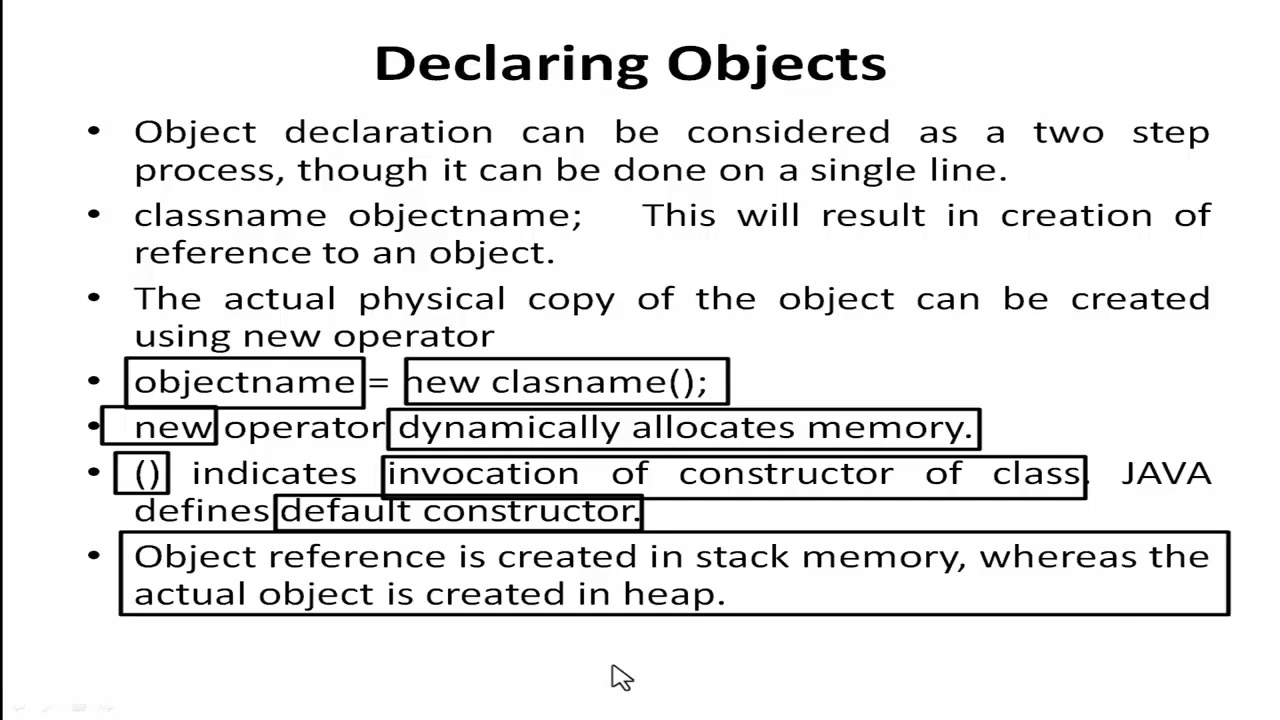 Declaring Objects
• Object declaration can be considered as a two step
process, though it can be done on a single line.
• classname objectname; This will result in creation of
reference to an object.
• The actual physical copy of the object can be created
using new operator
• objectname = new clasname();
• new operator dynamically allocates memory.
• () indicates invocation of constructor of class. JAVA
defines default constructor.
• Object reference is created in stack memory, whereas the
actual object is created in heap.